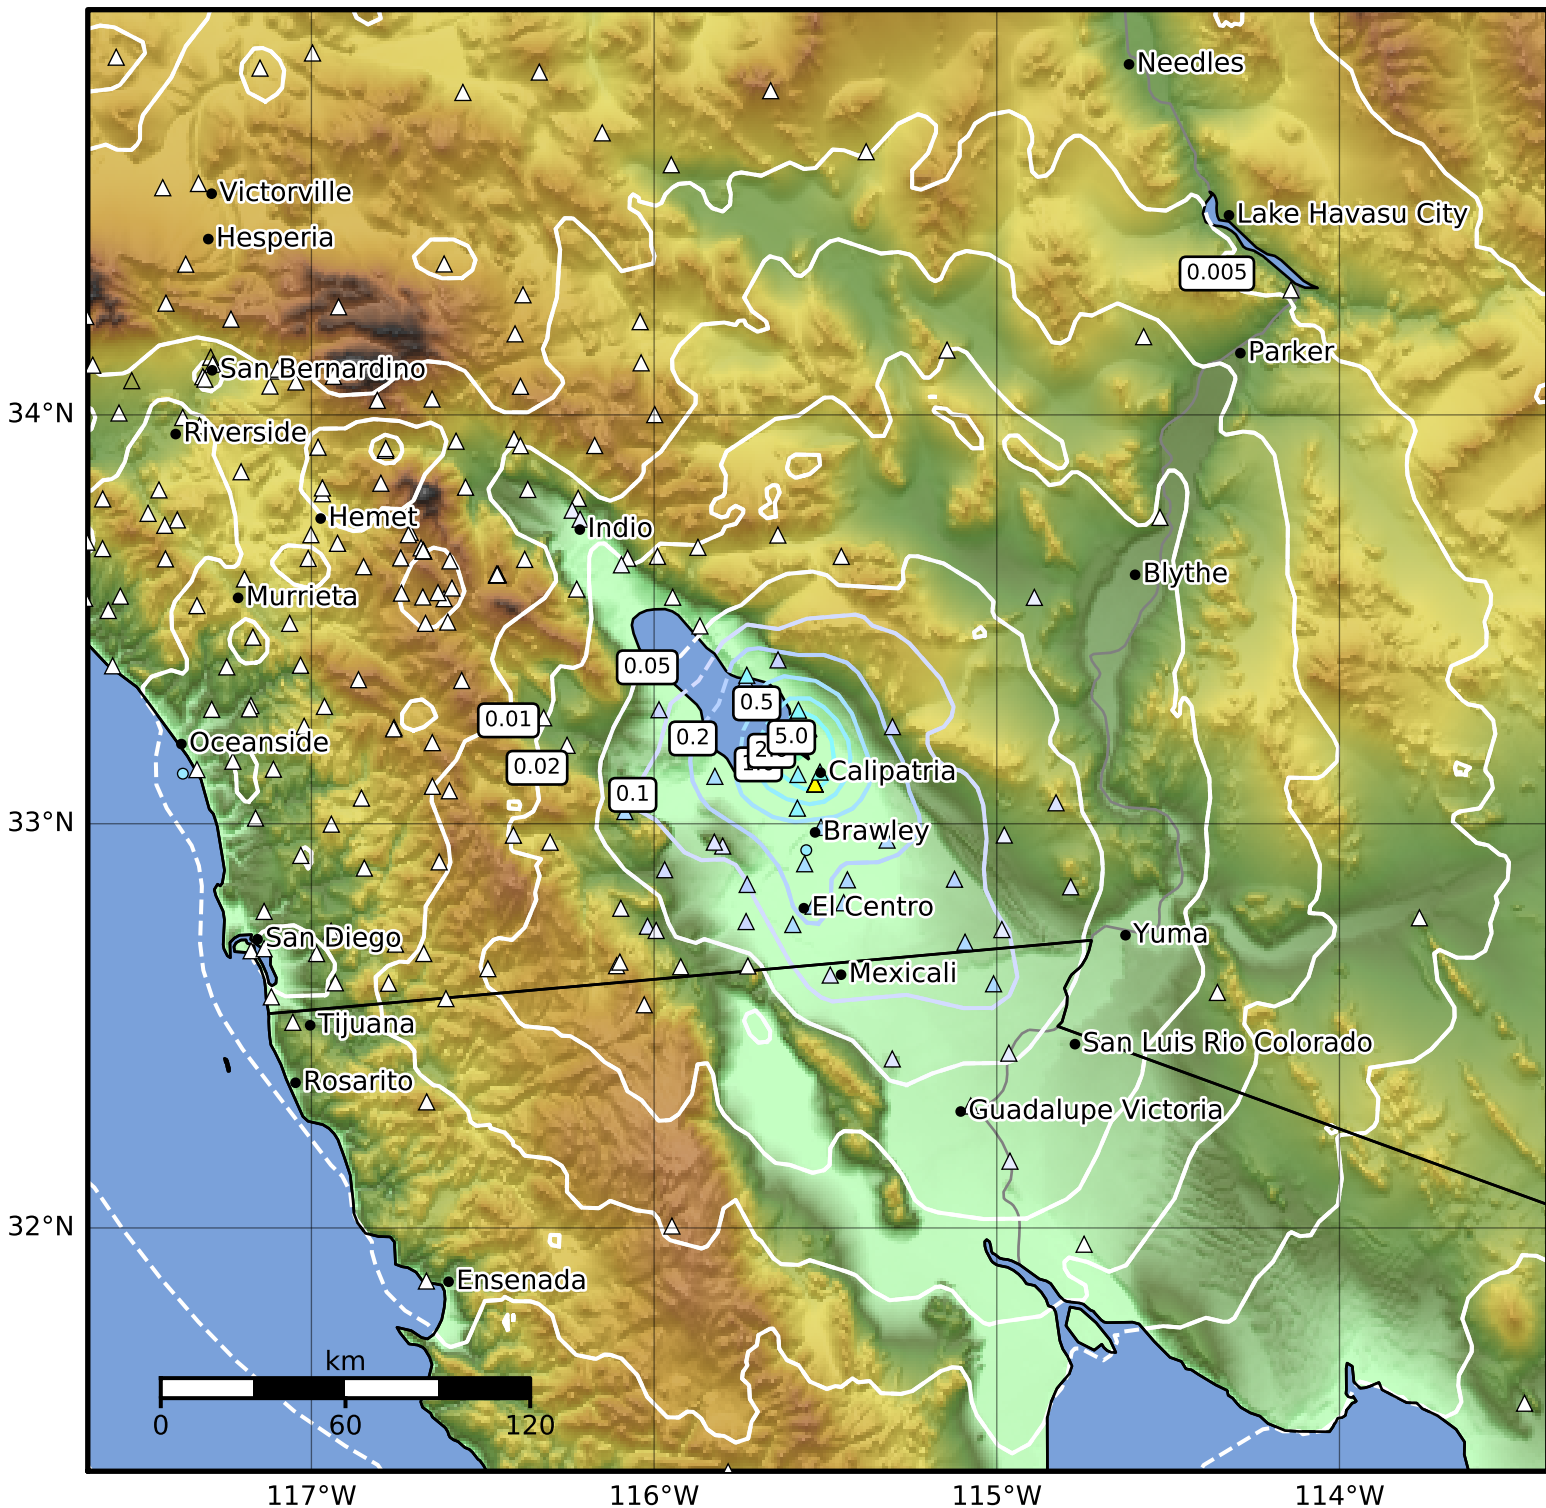 Needles
Victorville
Lake Havasu City
Hesperia
0.005
Parker
San Bernardino
34°N
Riverside
Hemet
Indio
Blythe
Murrieta
0.05
0.5
0.01
0.2
5.0
Oceanside
0.02
Calipatria
0.1
33°N
Brawley
El Centro
San Diego
Yuma
Mexicali
Tijuana
San Luis Rio Colorado
Rosarito
Guadalupe Victoria
32°N
Ensenada
km
0 60 120
117°W 116°W 115°W 114°W